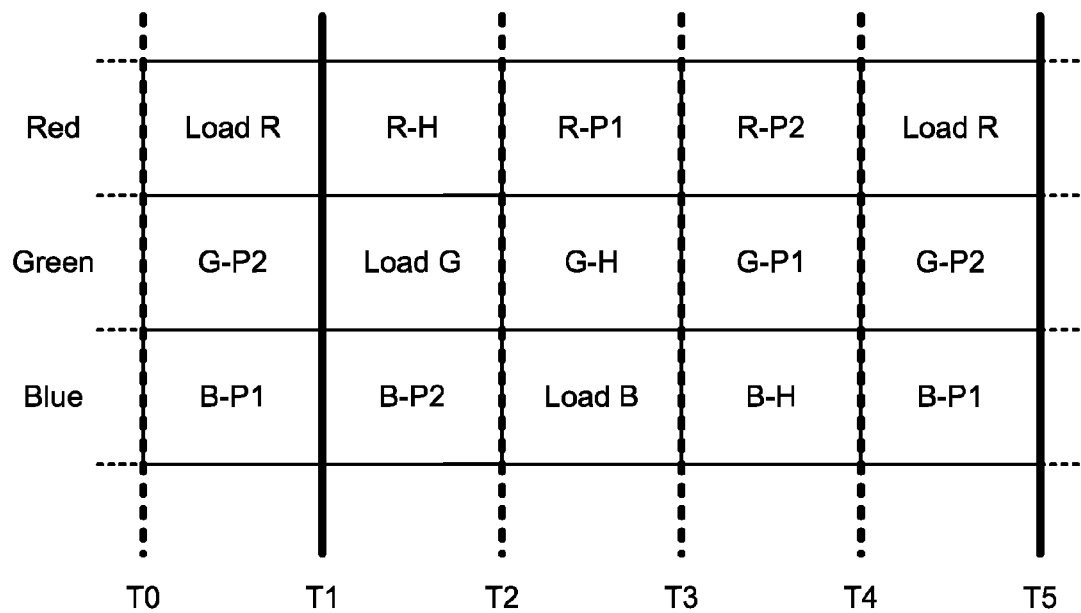 Red Load R R-H R-P1 R-P2 Load R
Green G-P2 Load G G-H G-P1 G-P2
Blue B-P1 B-P2 Load B B-H B-P1
T0 T1 T2 T3 T4 T5